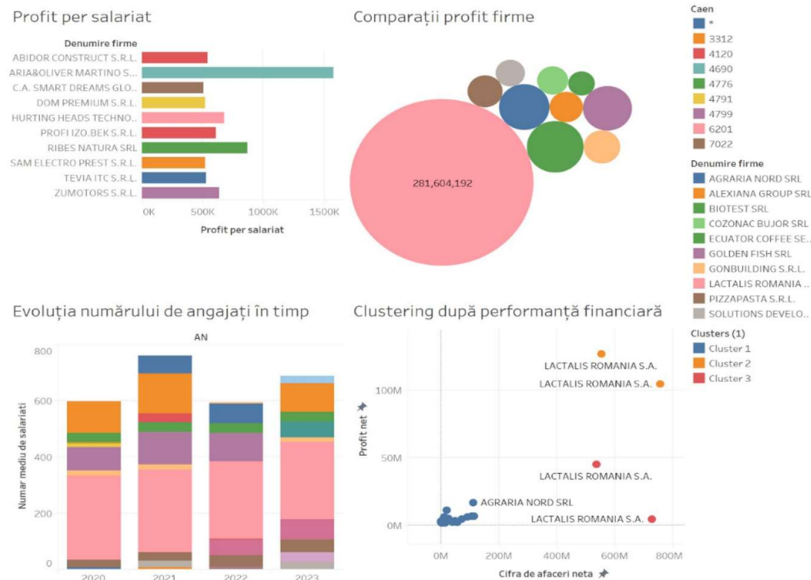 Profit per salariat
Denumire firme
ABIDOR CONSTRUCT S.R.L.
ARIA&OLIVER MARTINO S...
C.A. SMART DREAMS GLO..
DOM PREMIUM S.R.L.
HURTING HEADS TECHNO..
PROFI IZO.BEK S.R.L.
RIBES NATURA SRL
SAM ELECTRO PREST S.R.L.
TEVIA ITC S.R.L.
ZUMOTORS S.R.L.
0K 500K 1000K 1500K
Profit per salariat
Comparații profit firme
281,604,192
Caen
*
3312
4120
4690
4776
4791
4799
6201
7022
Denumire firme
AGRARIA NORD SRL
ALEXIANA GROUP SRL
BIOTEST SRL
COZONAC BUJOR SRL
ECUATOR COFFEE SE..
GOLDEN FISH SRL
GONBUILDING S.R.L.
LACTALIS ROMANIA ..
PIZZAPASTA S.R.L.
SOLUTIONS DEVELO..
Clusters (1)
Cluster 1
Cluster 2
Cluster 3
Evoluția numărului de angajați în timp
AN
Numar mediu de salariati
800
600
400
200
0
2020 2021 2022 2023
Clustering după performanță financiară
Profit net
100M
50M
0M
LACTALIS ROMANIA S.A.
LACTALIS ROMANIA S.A.
LACTALIS ROMANIA S.A.
AGRARIA NORD SRL
LACTALIS ROMANIA S.A.
0M 200M 400M 600M 800M
Cifra de afaceri neta